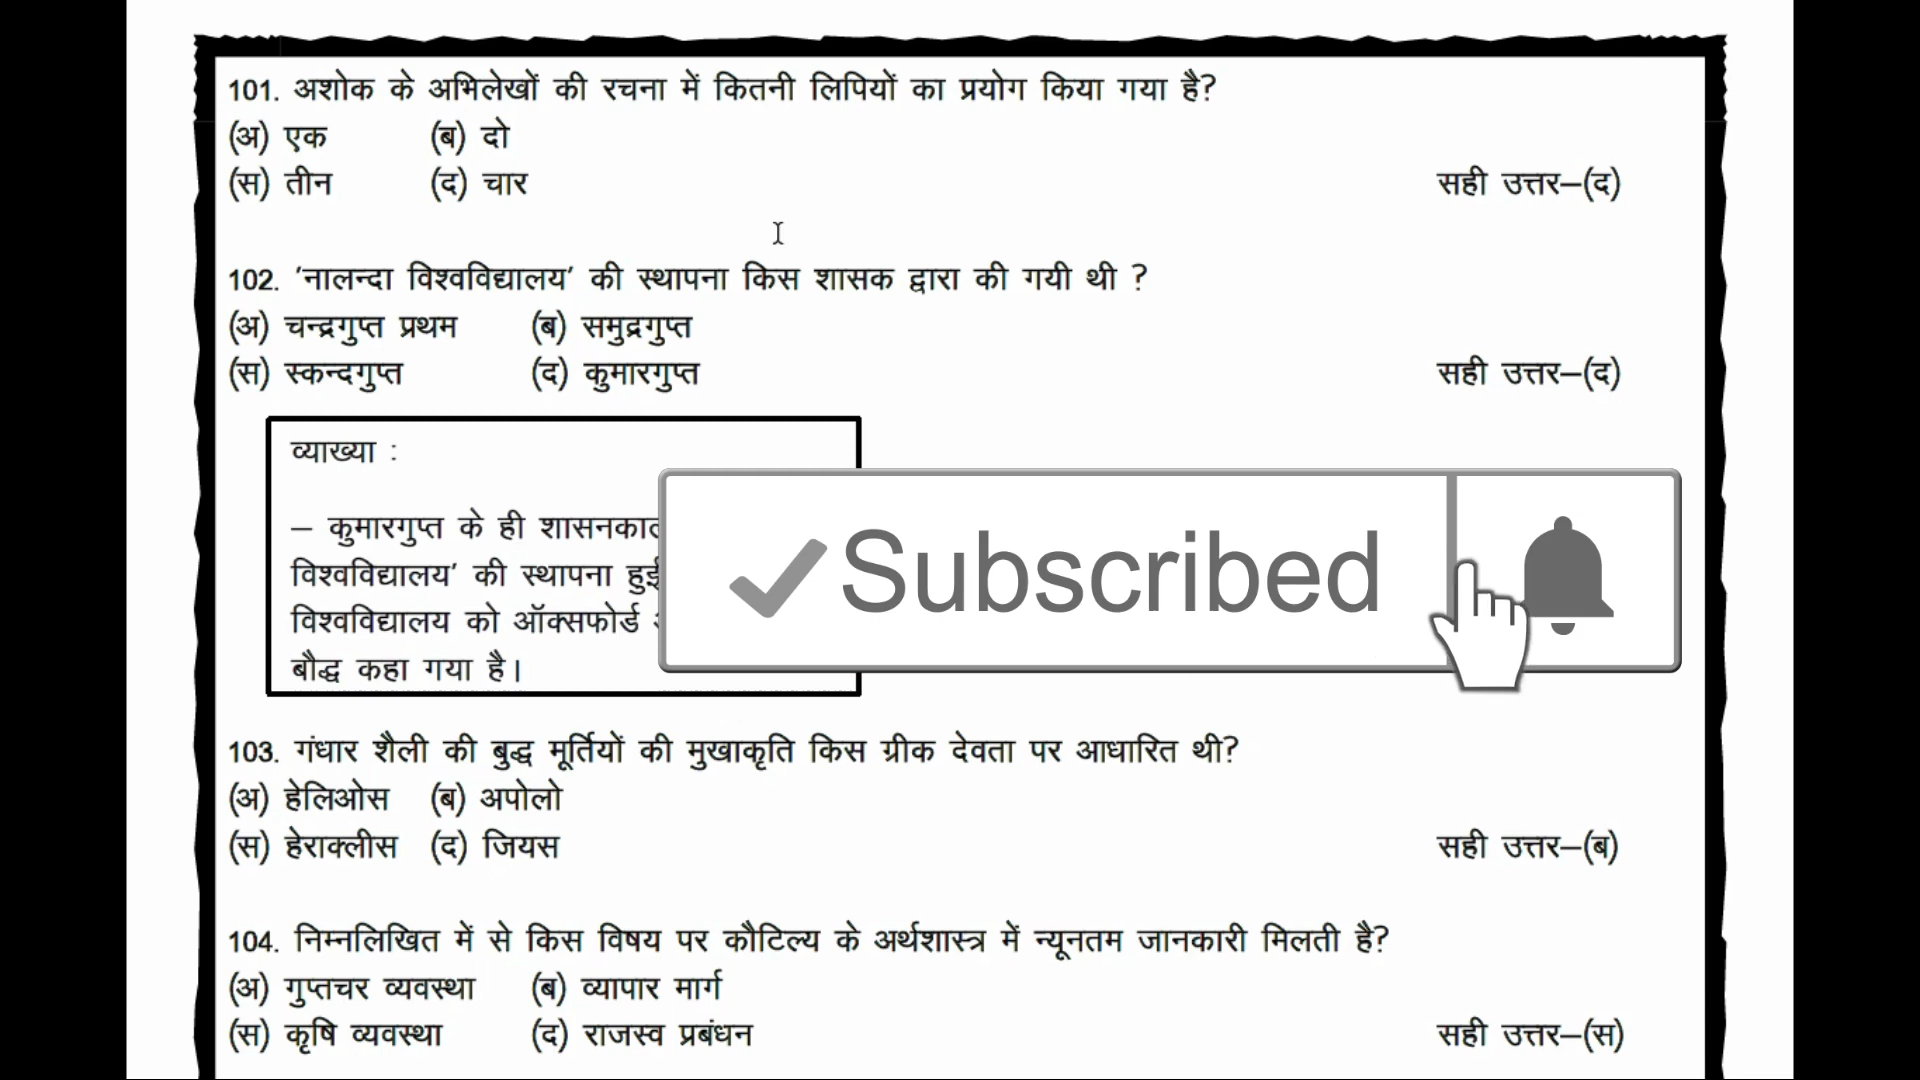 101. अशोक के अभिलेखों की रचना में कितनी लिपियों का प्रयोग किया गया है?
(अ) एक (ब) दो
(स) तीन (द) चार सही उत्तर–(द)
102. 'नालन्दा विश्वविद्यालय' की स्थापना किस शासक द्वारा की गयी थी ?
(अ) चन्द्रगुप्त प्रथम (ब) समुद्रगुप्त
(स) स्कन्दगुप्त (द) कुमारगुप्त सही उत्तर–(द)
व्याख्या :
– कुमारगुप्त के ही
विश्वविद्यालय' की स्थापना हुई
विश्वविद्यालय को ऑक्सफोर्ड
बौद्ध कहा गया है।
Subscribed
103. गंधार शैली की बुद्ध मूर्तियों की मुखाकृति किस ग्रीक देवता पर आधारित थी?
(अ) हेलिओस (ब) अपोलो
(स) हेराक्लीस (द) जियस सही उत्तर–(ब)
104. निम्नलिखित में से किस विषय पर कौटिल्य के अर्थशास्त्र में न्यूनतम जानकारी मिलती है?
(अ) गुप्तचर व्यवस्था (ब) व्यापार मार्ग
(स) कृषि व्यवस्था (द) राजस्व प्रबंधन सही उत्तर–(स)